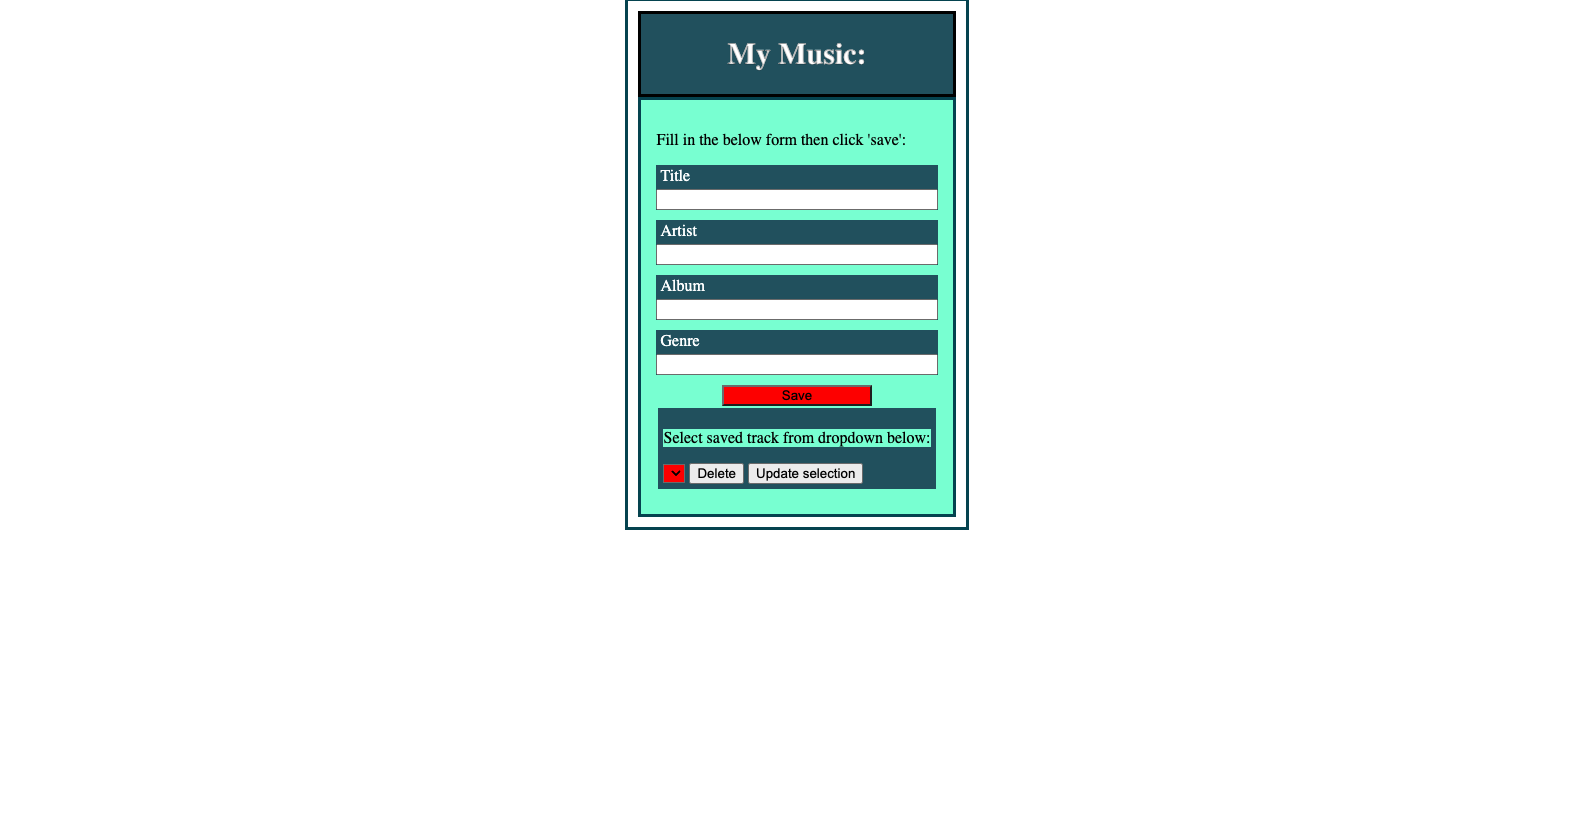 My Music:
Fill in the below form then click 'save':
Title
Artist
Album
Genre
Save
Select saved track from dropdown below:
Delete Update selection